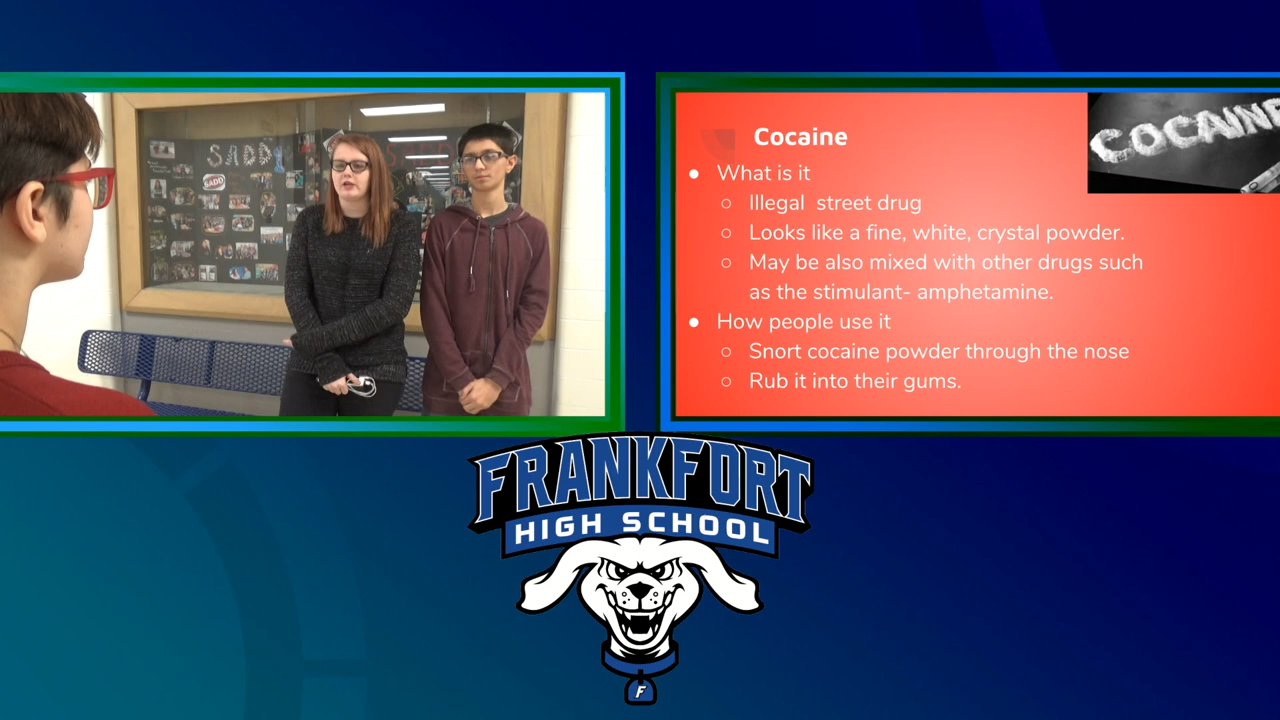 SADD
SADD
Cocaine
COCAINE
● What is it
○ Illegal street drug
○ Looks like a fine, white, crystal powder.
○ May be also mixed with other drugs such
as the stimulant- amphetamine.
● How people use it
○ Snort cocaine powder through the nose
○ Rub it into their gums.
FRANKFORT
HIGH SCHOOL
F